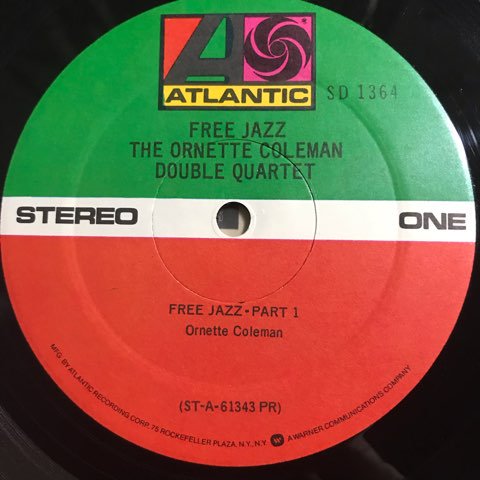 ATLANTIC
SD 1364
FREE JAZZ
THE ORNETTE COLEMAN
DOUBLE QUARTET
STEREO
ONE
FREE JAZZ - PART 1
Ornette Coleman
(ST-A-61343 PR)
MFG. BY ATLANTIC RECORDING CORP. 75 ROCKEFELLER PLAZA, N.Y., N.Y. W A WARNER COMMUNICATIONS COMPANY